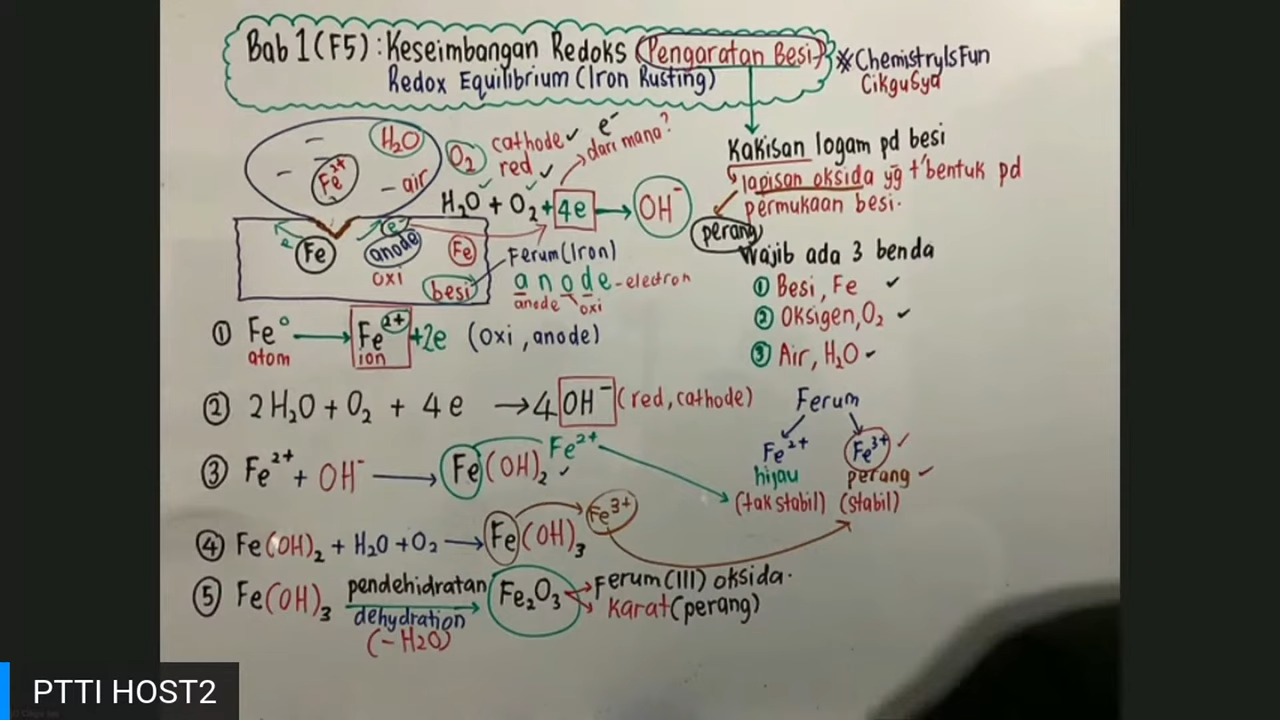 Bab 1 (F5) : Keseimbangan Redoks (Pengaratan Besi)
Redox Equilibrium (Iron Rusting)
*ChemistryIsFun
CikguSya
H₂O
Fe²⁺
air
O₂ cathode ✓
red ✓
e⁻ dari mana?
H₂O + O₂ + 4e → OH⁻
e
Fe
e⁻
anode
oxi
Fe
besi
Ferum (Iron)
anode - electron
anode oxi
Kakisan logam pd besi
lapisan oksida yg t'bentuk pd
permukaan besi.
perang
Wajib ada 3 benda
① Besi, Fe ✓
② Oksigen, O₂ ✓
③ Air, H₂O ✓
① Fe⁰ → Fe²⁺ + 2e (oxi, anode)
atom ion
② 2H₂O + O₂ + 4e → 4OH⁻ (red, cathode)
③ Fe²⁺ + OH⁻ → Fe(OH)₂ ✓ Fe²⁺
Ferum
Fe²⁺ Fe³⁺ ✓
hijau perang ✓
(tak stabil) (stabil)
④ Fe(OH)₂ + H₂O + O₂ → Fe(OH)₃ Fe³⁺
⑤ Fe(OH)₃ pendehidratan → Fe₂O₃ Ferum (III) oksida.
dehydration karat (perang)
(- H₂O)
PTTI HOST2